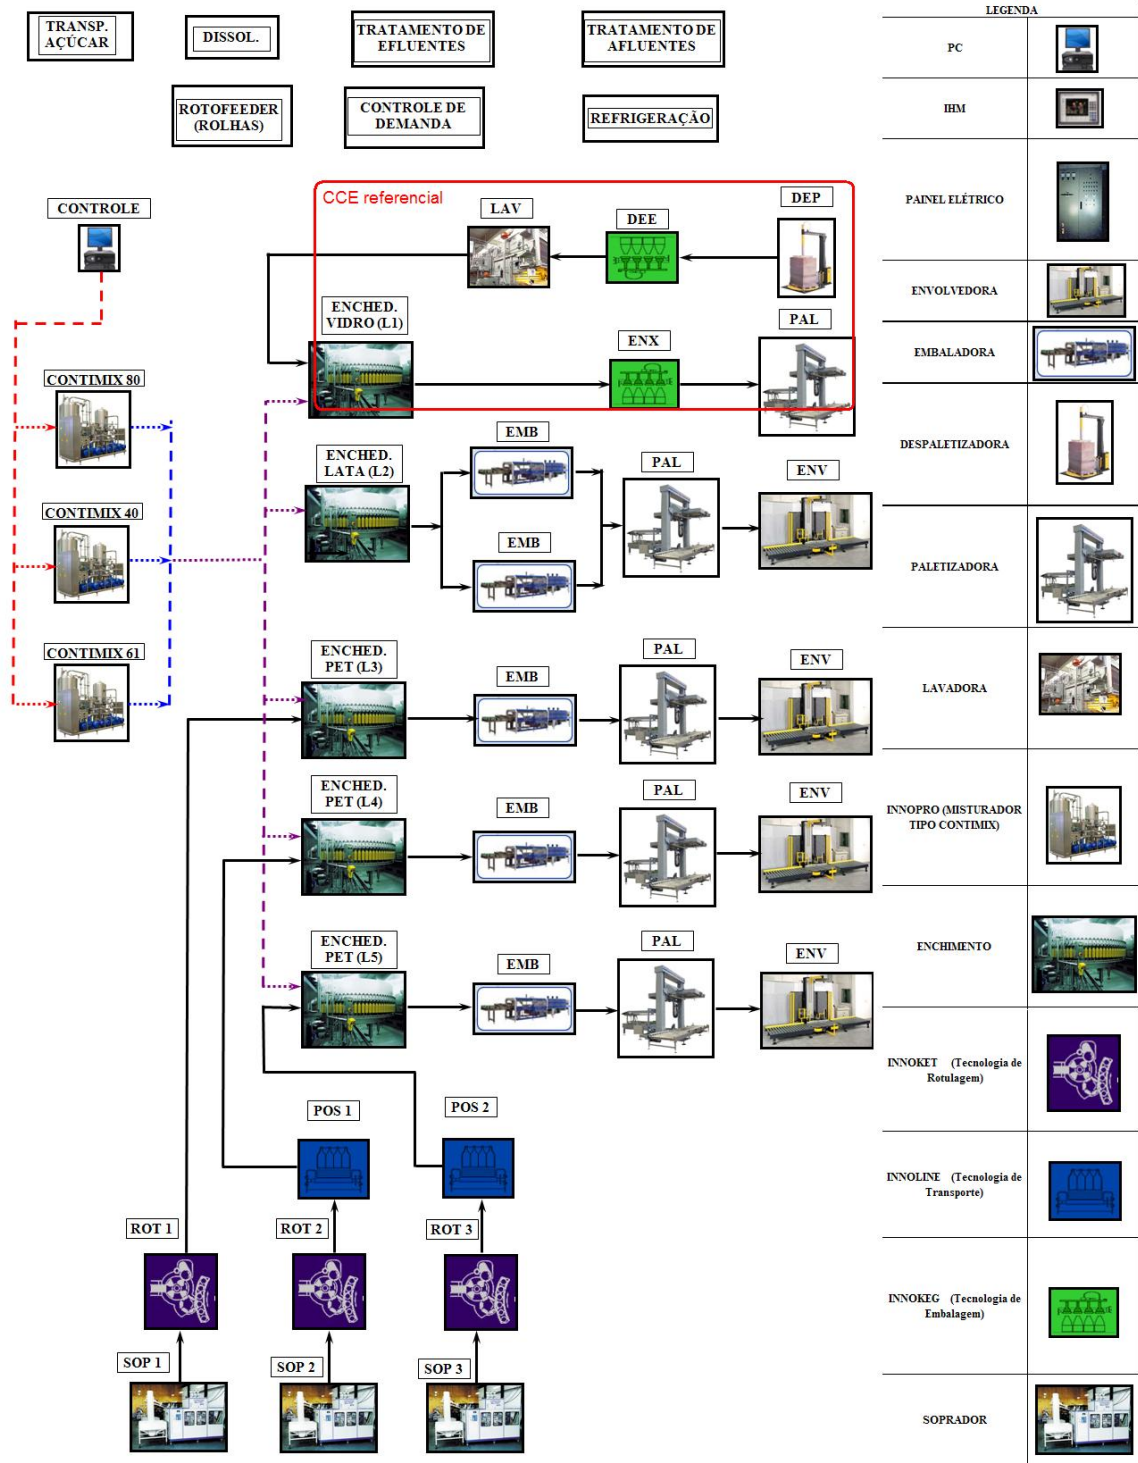 TRANSP.
AÇÚCAR
DISSOL.
TRATAMENTO DE
EFLUENTES
TRATAMENTO DE
AFLUENTES
ROTOFEEDER
(ROLHAS)
CONTROLE DE
DEMANDA
REFRIGERAÇÃO
CONTROLE
CCE referencial
LAV
DEE
DEP
ENCHED.
VIDRO (L1)
ENX
PAL
CONTIMIX 80
ENCHED.
LATA (L2)
EMB
PAL
ENV
CONTIMIX 40
EMB
CONTIMIX 61
ENCHED.
PET (L3)
EMB
PAL
ENV
ENCHED.
PET (L4)
EMB
PAL
ENV
ENCHED.
PET (L5)
EMB
PAL
ENV
POS 1
POS 2
ROT 1
ROT 2
ROT 3
SOP 1
SOP 2
SOP 3
LEGENDA
PC
IHM
PAINEL ELÉTRICO
ENVOLVEDORA
EMBALADORA
DESPALETIZADORA
PALETIZADORA
LAVADORA
INNOPRO (MISTURADOR
TIPO CONTIMIX)
ENCHIMENTO
INNOKET (Tecnologia de
Rotulagem)
INNOLINE (Tecnologia de
Transporte)
INNOKEG (Tecnologia de
Embalagem)
SOPRADOR